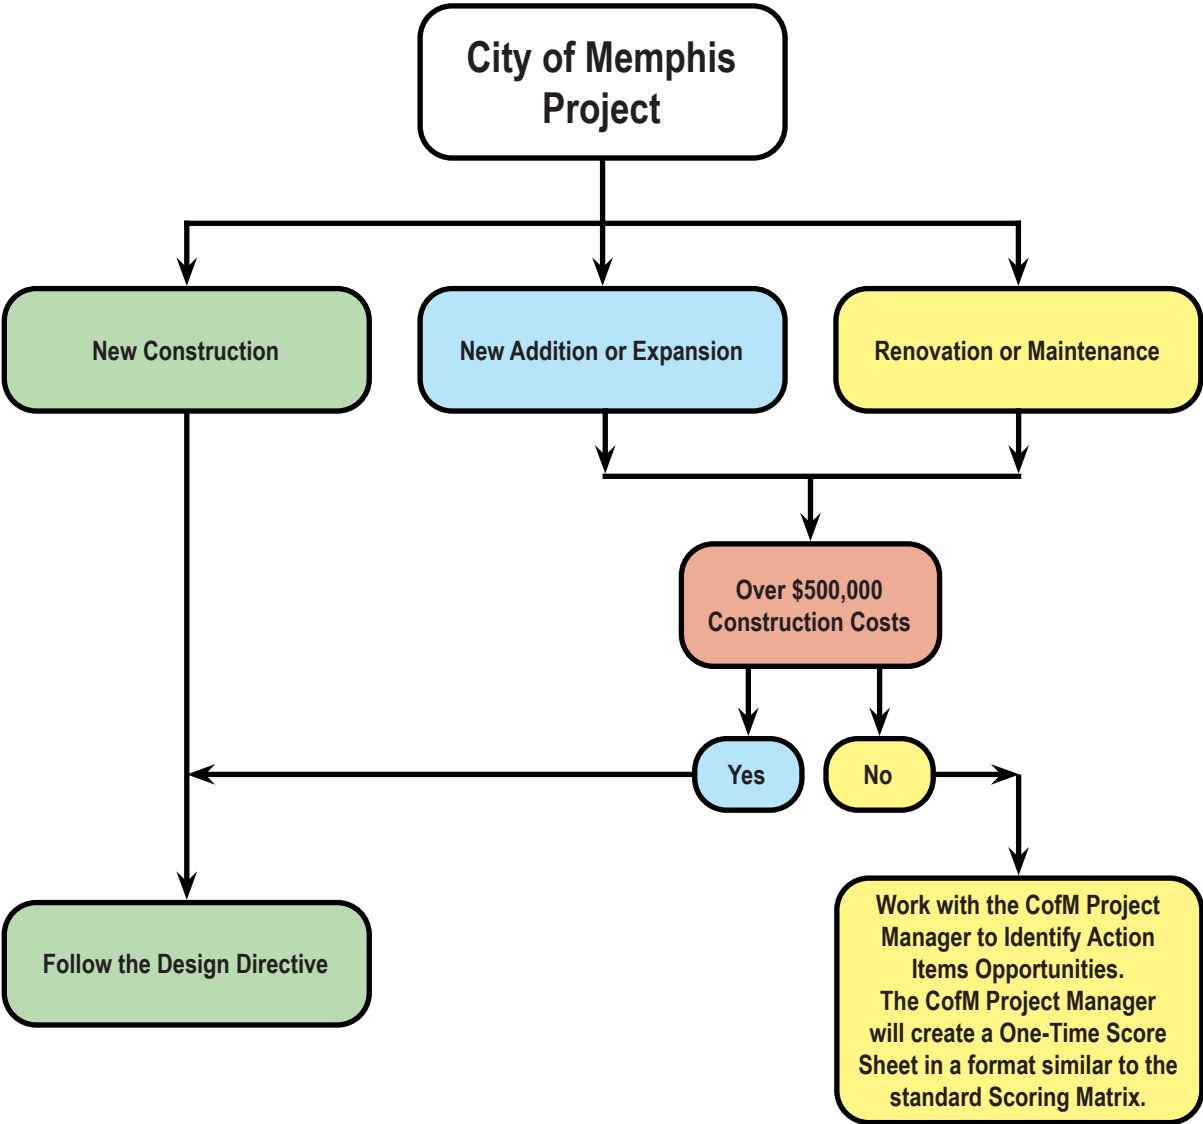 City of Memphis
Project
New Construction
New Addition or Expansion
Renovation or Maintenance
Over $500,000
Construction Costs
Yes
No
Follow the Design Directive
Work with the CofM Project
Manager to Identify Action
Items Opportunities.
The CofM Project Manager
will create a One-Time Score
Sheet in a format similar to the
standard Scoring Matrix.